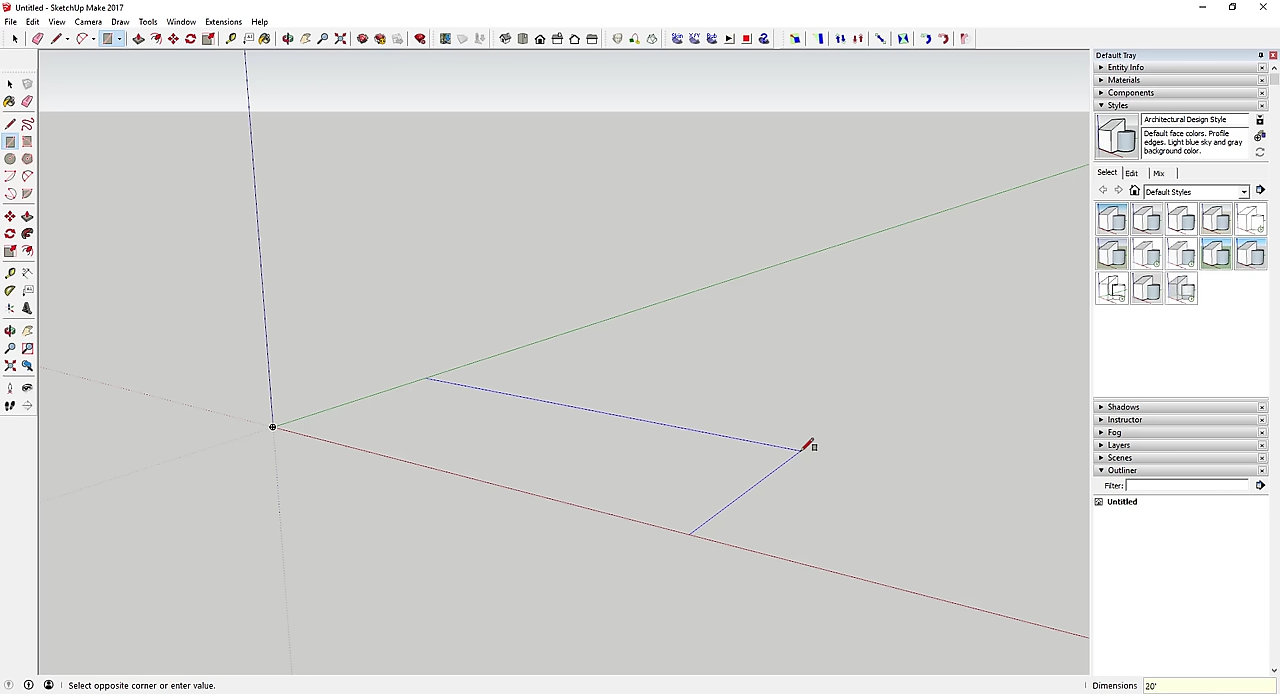 Untitled - SketchUp Make 2017
File Edit View Camera Draw Tools Window Extensions Help
Default Tray
Entity Info
Materials
Components
Styles
Architectural Design Style
Default face colors. Profile
edges. Light blue sky and gray
background color.
Select Edit Mix
Default Styles
Shadows
Instructor
Fog
Layers
Scenes
Outliner
Filter:
Untitled
Select opposite corner or enter value.
Dimensions 20'